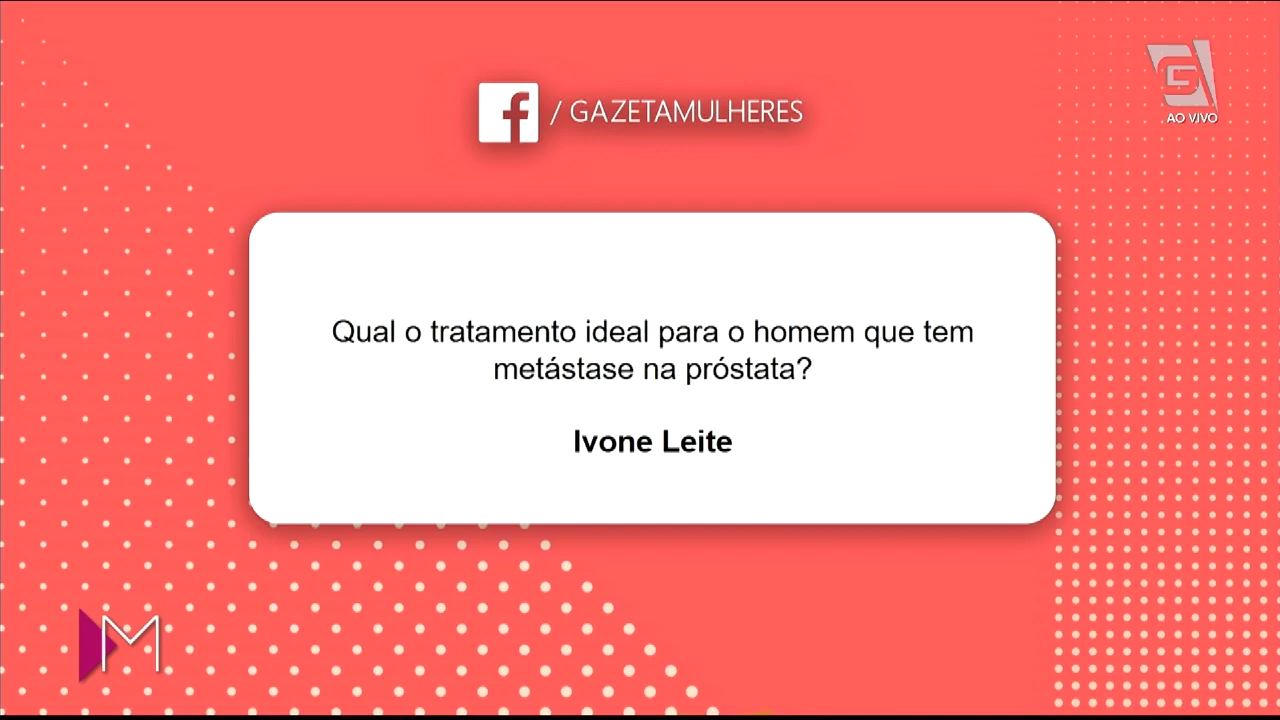 / GAZETAMULHERES
AO VIVO
Qual o tratamento ideal para o homem que tem
metástase na próstata?
Ivone Leite
M